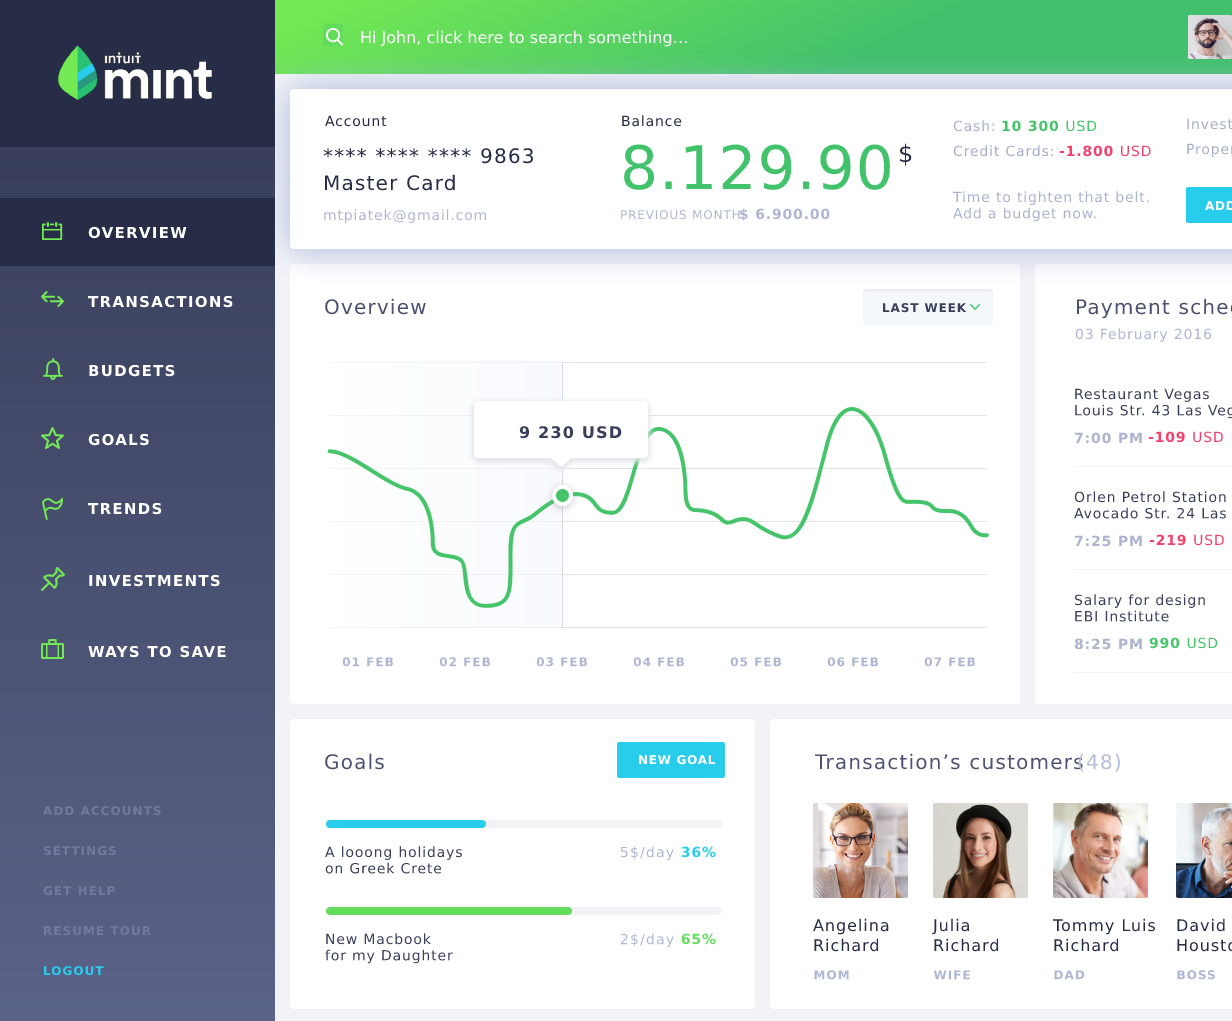 intuit
mint
OVERVIEW
TRANSACTIONS
BUDGETS
GOALS
TRENDS
INVESTMENTS
WAYS TO SAVE
ADD ACCOUNTS
SETTINGS
GET HELP
RESUME TOUR
LOGOUT
Hi John, click here to search something...
Account
**** **** **** 9863
Master Card
mtpiatek@gmail.com
Balance
8.129.90 $
PREVIOUS MONTH $ 6.900.00
Cash: 10 300 USD
Credit Cards: -1.800 USD
Time to tighten that belt.
Add a budget now.
Invest
Proper
ADD
Overview
LAST WEEK
9 230 USD
01 FEB 02 FEB 03 FEB 04 FEB 05 FEB 06 FEB 07 FEB
Payment sche
03 February 2016
Restaurant Vegas
Louis Str. 43 Las Veg
7:00 PM -109 USD
Orlen Petrol Station
Avocado Str. 24 Las
7:25 PM -219 USD
Salary for design
EBI Institute
8:25 PM 990 USD
Goals
NEW GOAL
A looong holidays
on Greek Crete
5$/day 36%
New Macbook
for my Daughter
2$/day 65%
Transaction’s customers (48)
Angelina
Richard
MOM
Julia
Richard
WIFE
Tommy Luis
Richard
DAD
David
Housto
BOSS